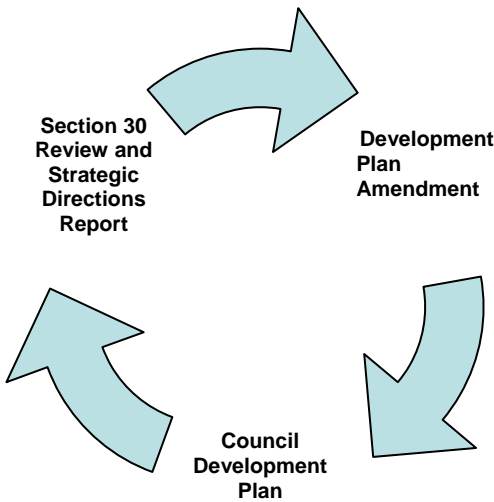 Section 30
Review and
Strategic
Directions
Report
Development
Plan
Amendment
Council
Development
Plan